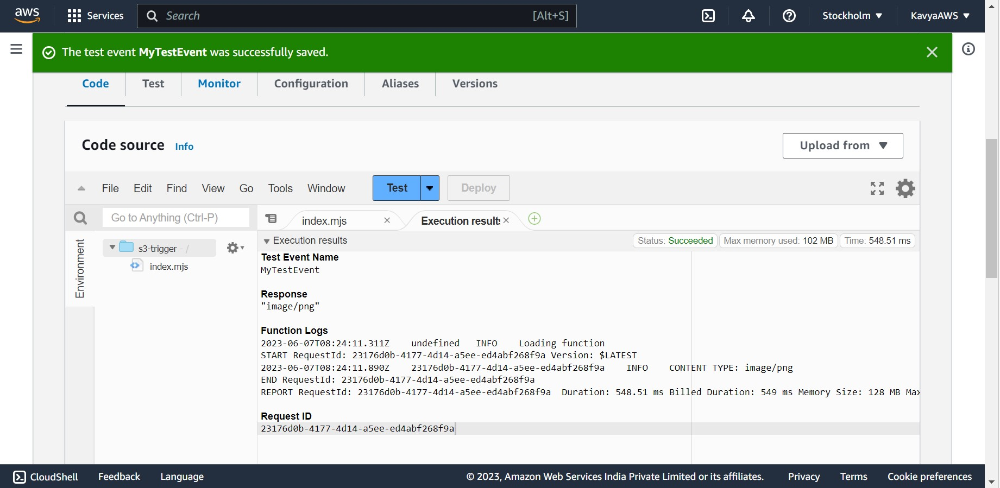 aws Services Search [Alt+S] Stockholm KavyaAWS
The test event MyTestEvent was successfully saved.
Code Test Monitor Configuration Aliases Versions
Code source Info Upload from
File Edit Find View Go Tools Window Test Deploy
Go to Anything (Ctrl-P) index.mjs Execution results
Execution results Status: Succeeded Max memory used: 102 MB Time: 548.51 ms
Environment
s3-trigger - /
index.mjs
Test Event Name
MyTestEvent
Response
"image/png"
Function Logs
2023-06-07T08:24:11.311Z undefined INFO Loading function
START RequestId: 23176d0b-4177-4d14-a5ee-ed4abf268f9a Version: $LATEST
2023-06-07T08:24:11.890Z 23176d0b-4177-4d14-a5ee-ed4abf268f9a INFO CONTENT TYPE: image/png
END RequestId: 23176d0b-4177-4d14-a5ee-ed4abf268f9a
REPORT RequestId: 23176d0b-4177-4d14-a5ee-ed4abf268f9a Duration: 548.51 ms Billed Duration: 549 ms Memory Size: 128 MB Max
Request ID
23176d0b-4177-4d14-a5ee-ed4abf268f9a
CloudShell Feedback Language © 2023, Amazon Web Services India Private Limited or its affiliates. Privacy Terms Cookie preferences